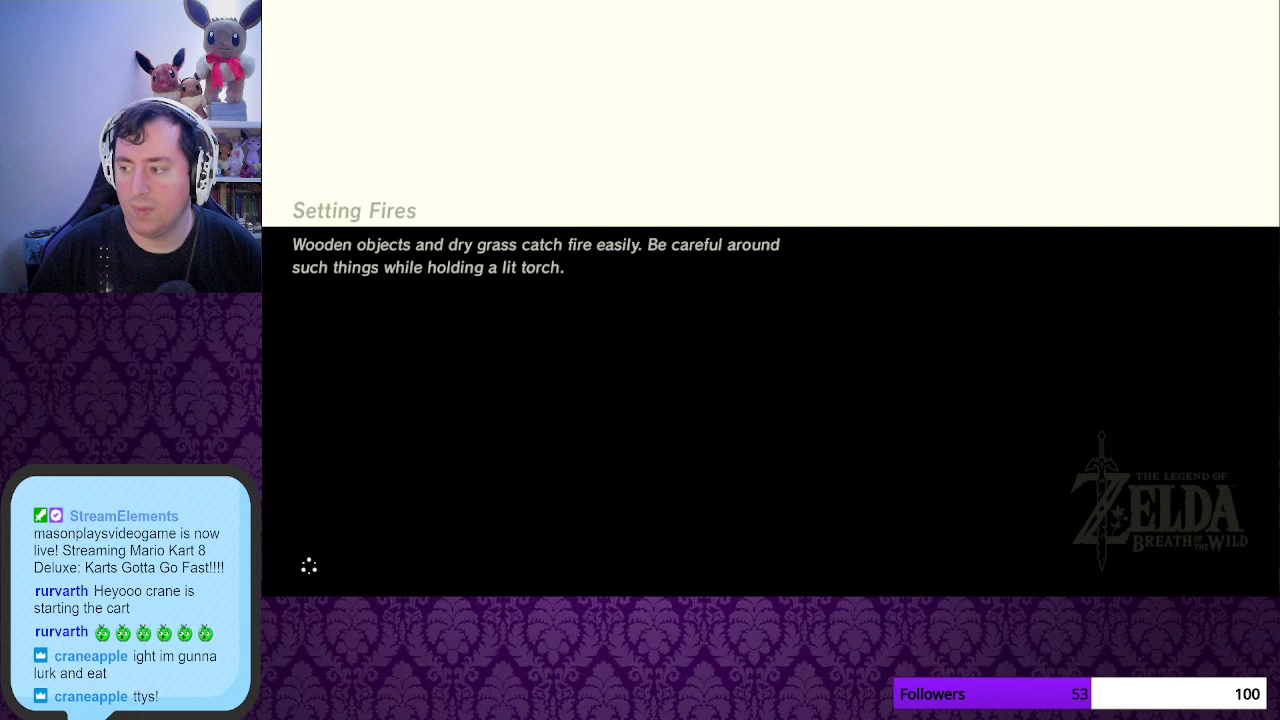 Setting Fires
Wooden objects and dry grass catch fire easily. Be careful around
such things while holding a lit torch.
THE LEGEND OF
ZELDA
BREATH OF THE WILD
StreamElements
masonplaysvideogame is now
live! Streaming Mario Kart 8
Deluxe: Karts Gotta Go Fast!!!!
rurvarth Heyooo crane is
starting the cart
rurvarth
craneapple ight im gunna
lurk and eat
craneapple ttys!
Followers 53 100